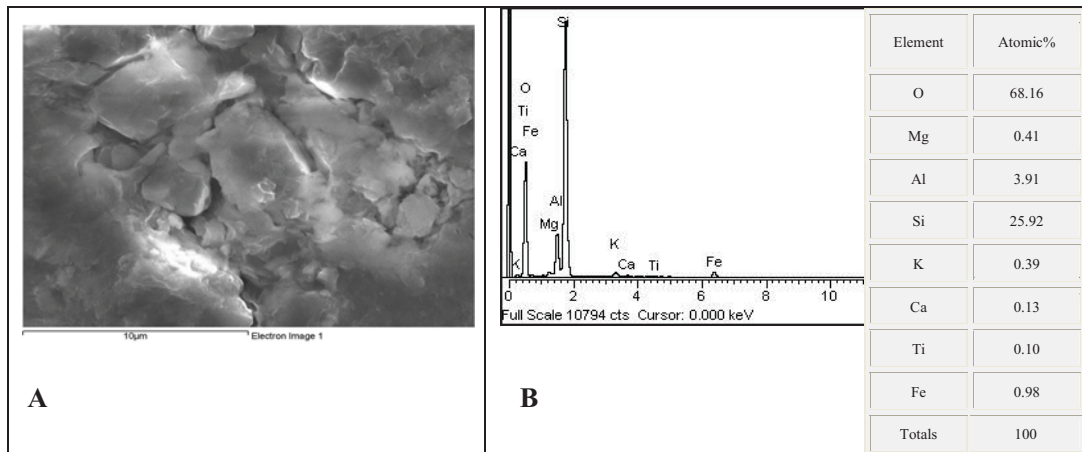 10μm Electron Image 1
A
Si
O
Ti
Fe
Ca
Al
Mg
K
K
Ca Ti
Fe
0 2 4 6 8 10
Full Scale 10794 cts Cursor: 0.000 keV
B
Element Atomic%
O 68.16
Mg 0.41
Al 3.91
Si 25.92
K 0.39
Ca 0.13
Ti 0.10
Fe 0.98
Totals 100